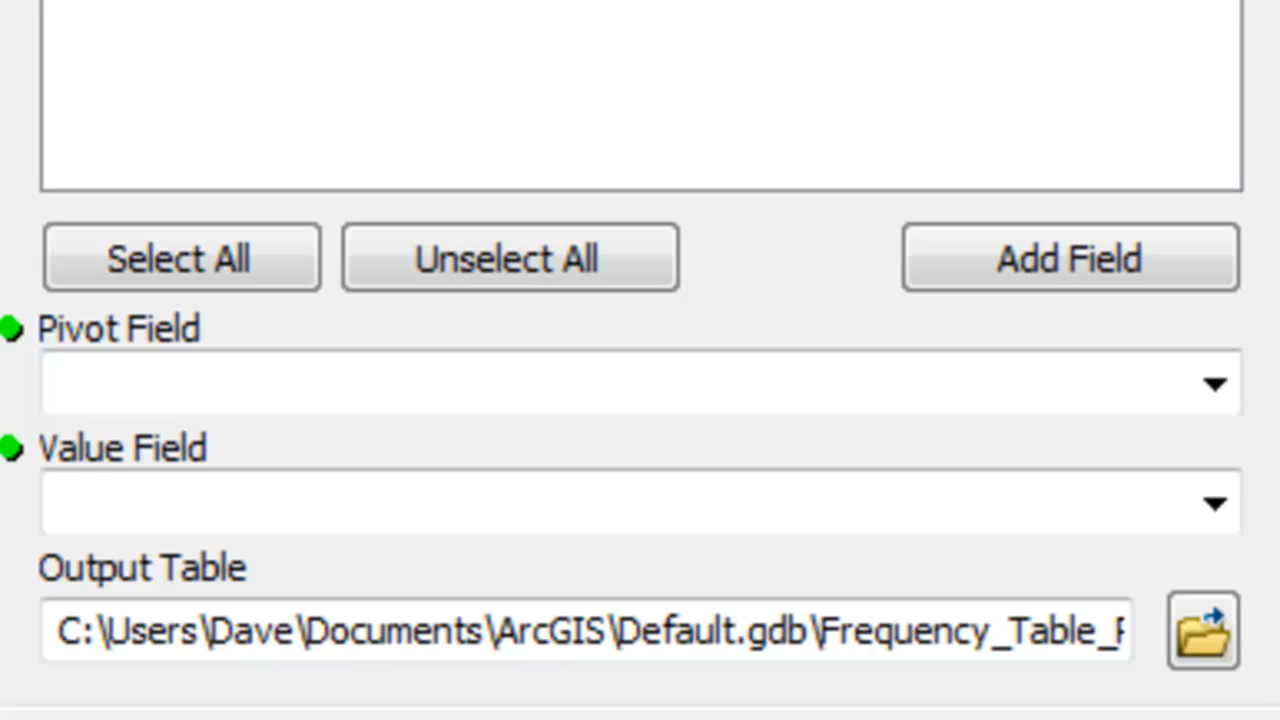 Select All Unselect All Add Field
Pivot Field
Value Field
Output Table
C:\Users\Dave\Documents\ArcGIS\Default.gdb\Frequency_Table_